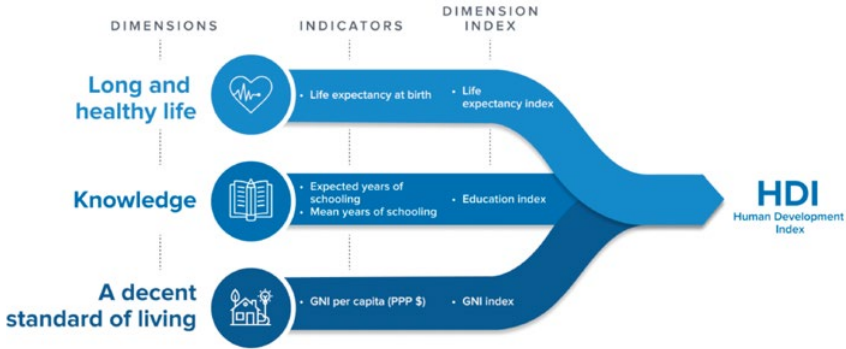 DIMENSIONS
INDICATORS
DIMENSION
INDEX
Long and
healthy life
• Life expectancy at birth
• Life
expectancy index
Knowledge
• Expected years of
schooling
• Mean years of schooling
• Education index
A decent
standard of living
• GNI per capita (PPP $)
• GNI index
HDI
Human Development
Index